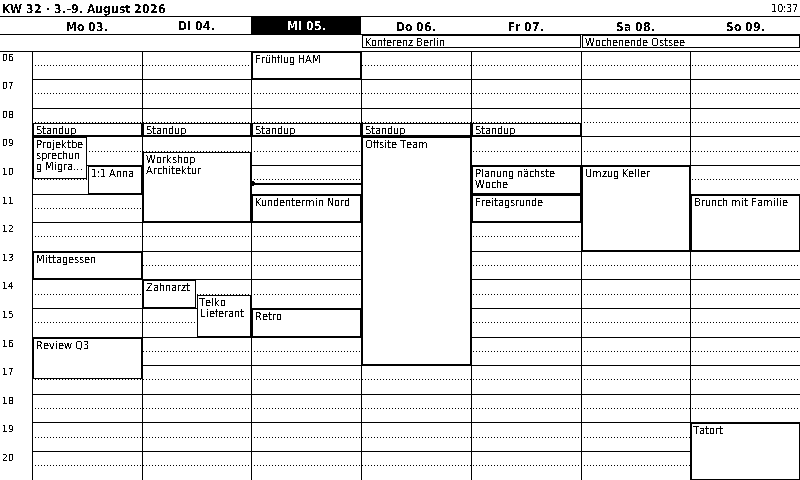 KW 32 · 3.–9. August 2026
10:37
Mo 03.
Di 04.
Mi 05.
Do 06.
Fr 07.
Sa 08.
So 09.
Konferenz Berlin
Wochenende Ostsee
06
Frühflug HAM
07
08
Standup
Standup
Standup
Standup
Standup
09
Projektbe
sprechun
g Migra...
Workshop
Architektur
Offsite Team
10
1:1 Anna
Planung nächste
Woche
Umzug Keller
11
Kundentermin Nord
Freitagsrunde
Brunch mit Familie
12
13
Mittagessen
14
Zahnarzt
Telko
Lieferant
15
Retro
16
Review Q3
17
18
19
Tatort
20